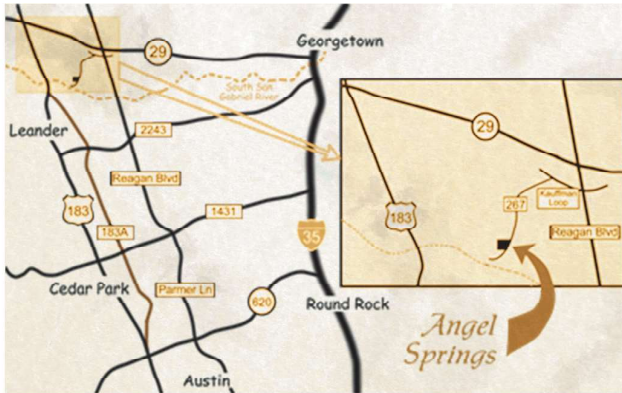 Georgetown
29
South San
Gabriel River
Leander
2243
Reagan Blvd
183
183A
1431
35
Cedar Park
Parmer Ln
620
Round Rock
Austin
29
267
Kauffman
Loop
183
Reagan Blvd
Angel
Springs